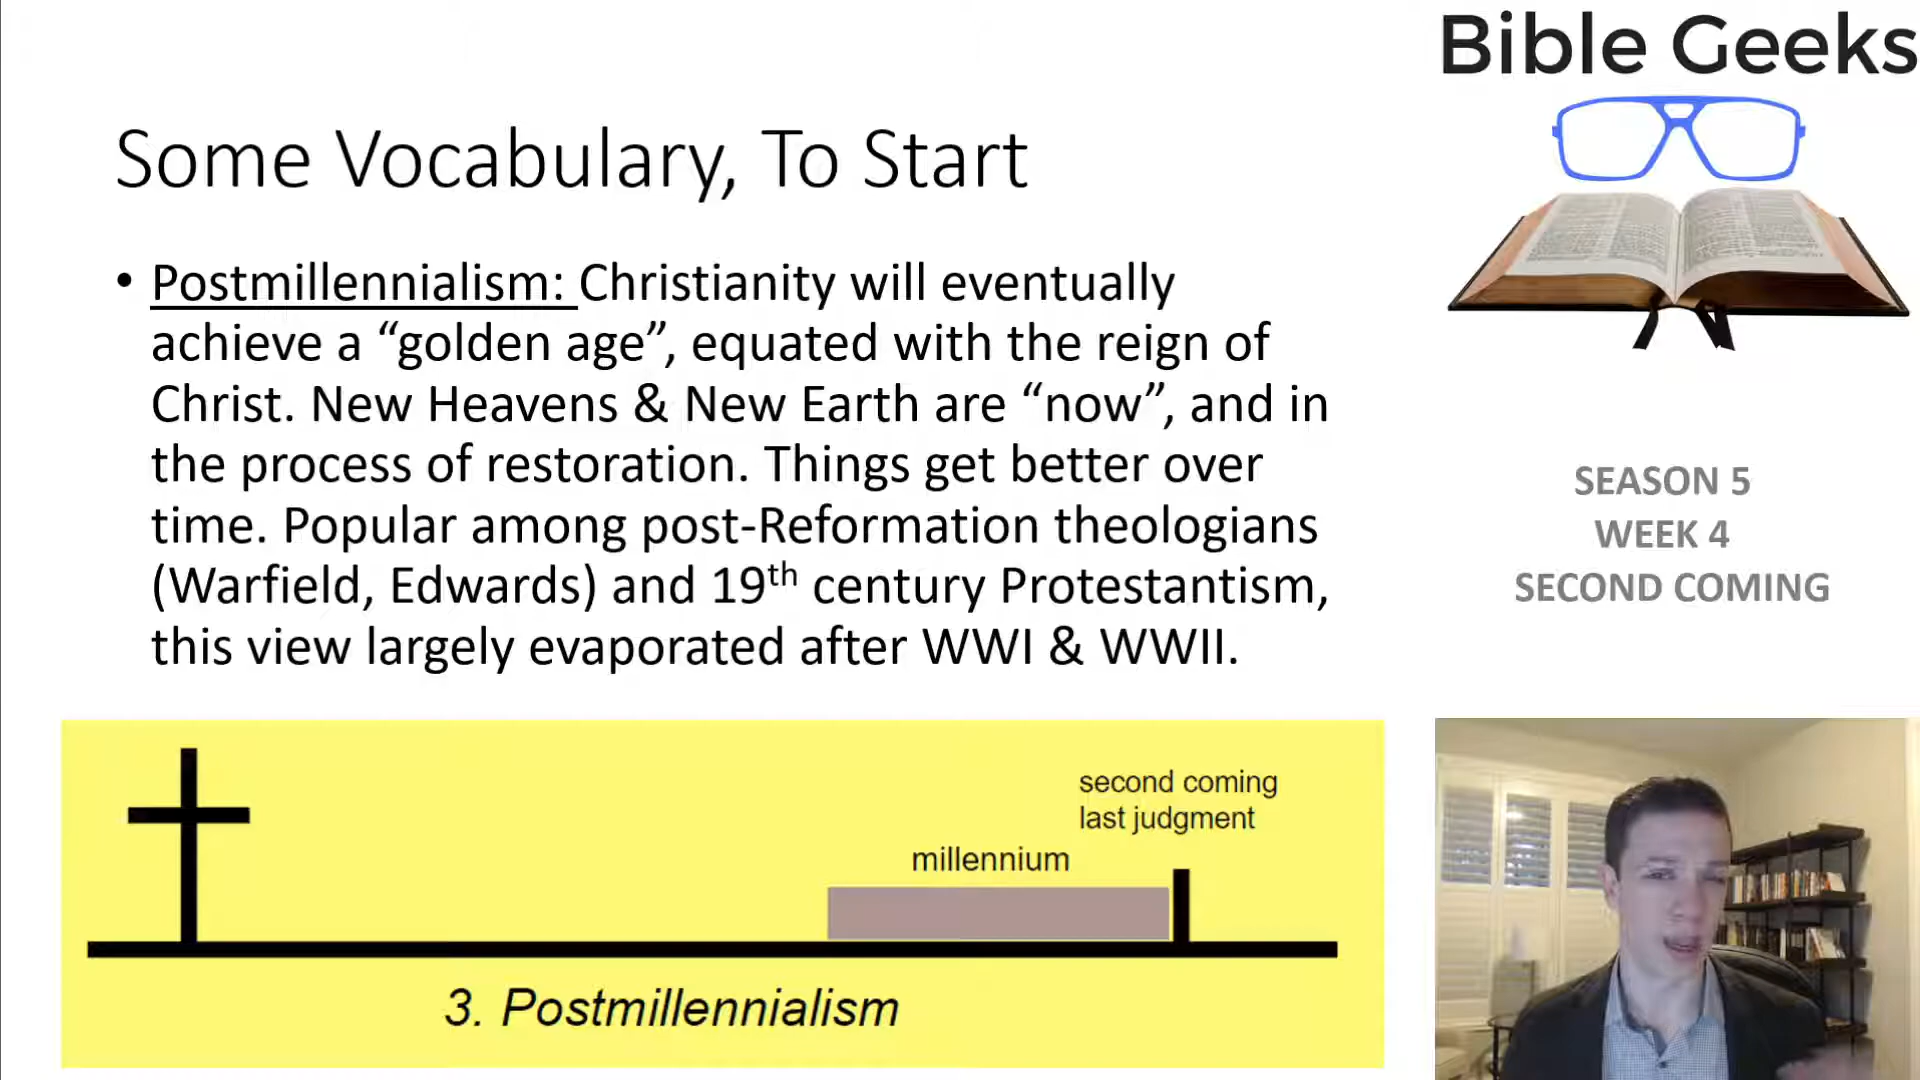 Bible Geeks
Some Vocabulary, To Start
• Postmillennialism: Christianity will eventually
achieve a “golden age”, equated with the reign of
Christ. New Heavens & New Earth are “now”, and in
the process of restoration. Things get better over
time. Popular among post-Reformation theologians
(Warfield, Edwards) and 19th century Protestantism,
this view largely evaporated after WWI & WWII.
SEASON 5
WEEK 4
SECOND COMING
second coming
last judgment
millennium
3. Postmillennialism